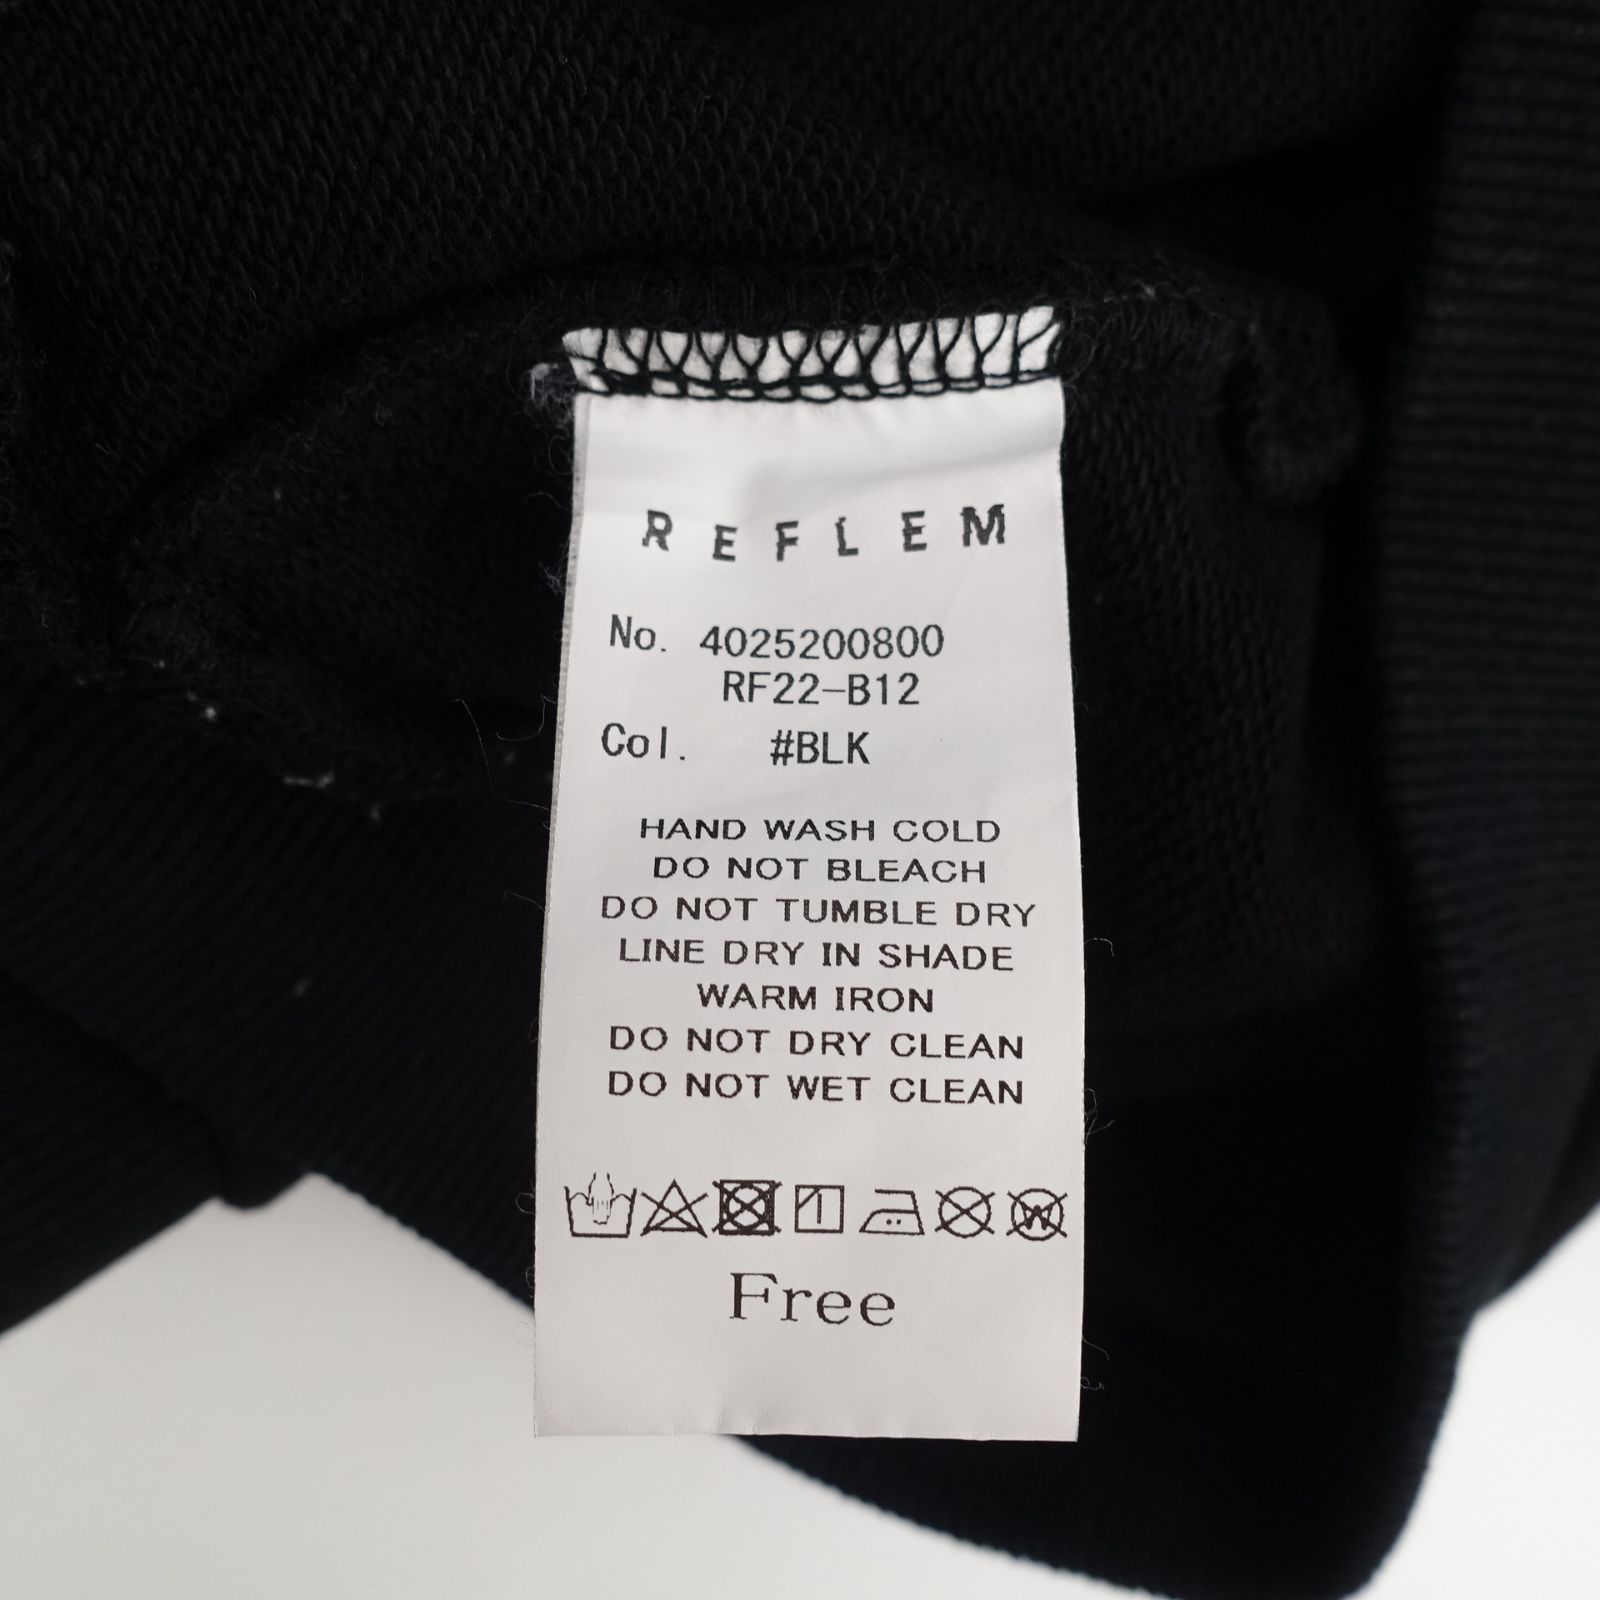 REFLEM
No. 4025200800
RF22-B12
Col. #BLK
HAND WASH COLD
DO NOT BLEACH
DO NOT TUMBLE DRY
LINE DRY IN SHADE
WARM IRON
DO NOT DRY CLEAN
DO NOT WET CLEAN
W
Free